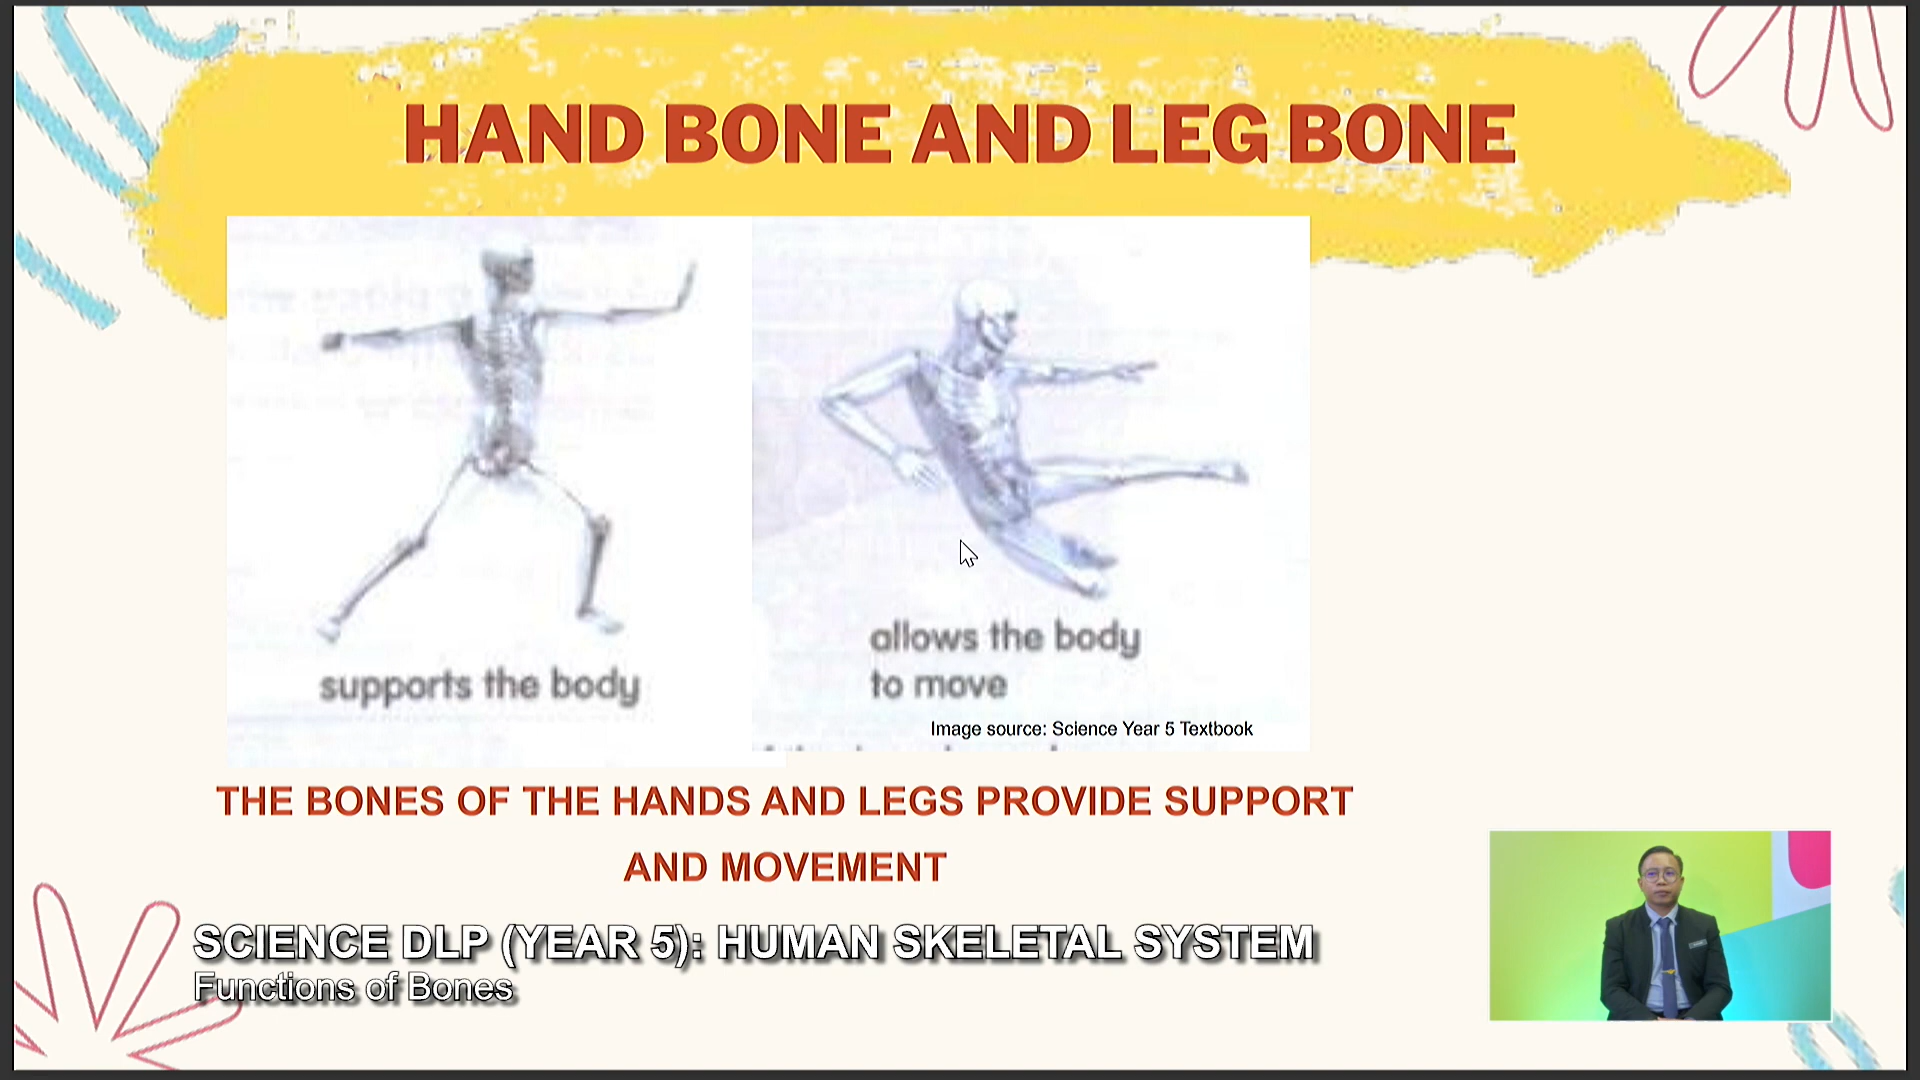 HAND BONE AND LEG BONE
supports the body
allows the body
to move
Image source: Science Year 5 Textbook
THE BONES OF THE HANDS AND LEGS PROVIDE SUPPORT
AND MOVEMENT
SCIENCE DLP (YEAR 5): HUMAN SKELETAL SYSTEM
Functions of Bones